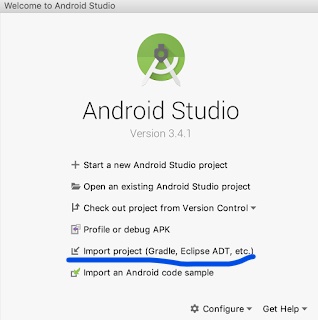 Welcome to Android Studio
Android Studio
Version 3.4.1
Start a new Android Studio project
Open an existing Android Studio project
Check out project from Version Control
Profile or debug APK
Import project (Gradle, Eclipse ADT, etc.)
Import an Android code sample
Configure Get Help